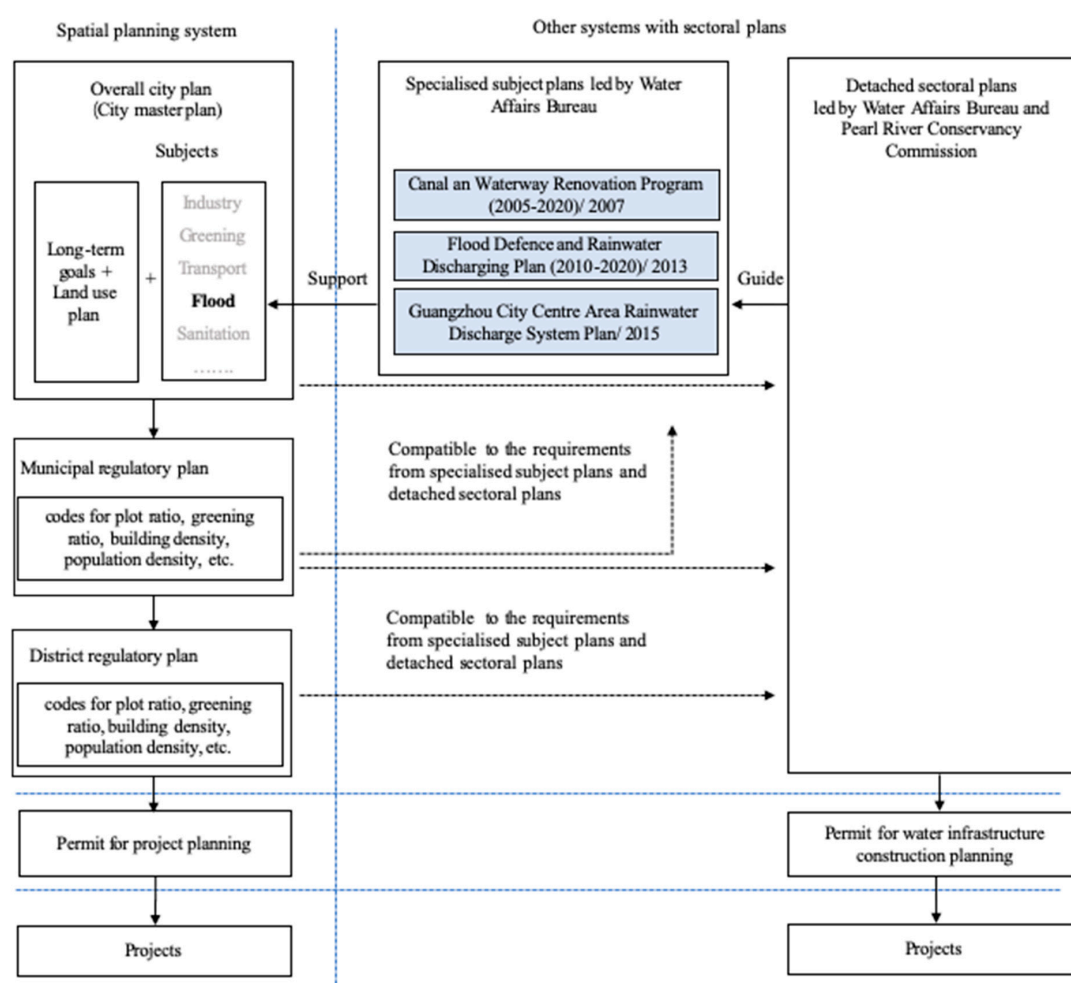 Spatial planning system
Other systems with sectoral plans
Overall city plan
(City master plan)
Subjects
Long-term
goals +
Land use
plan
+
Industry
Greening
Transport
Flood
Sanitation
.......
Support
Specialised subject plans led by Water
Affairs Bureau
Canal an Waterway Renovation Program
(2005-2020)/ 2007
Flood Defence and Rainwater
Discharging Plan (2010-2020)/ 2013
Guangzhou City Centre Area Rainwater
Discharge System Plan/ 2015
Guide
Detached sectoral plans
led by Water Affairs Bureau and
Pearl River Conservancy
Commission
Municipal regulatory plan
codes for plot ratio, greening
ratio, building density,
population density, etc.
Compatible to the requirements
from specialised subject plans and
detached sectoral plans
District regulatory plan
codes for plot ratio, greening
ratio, building density,
population density, etc.
Compatible to the requirements
from specialised subject plans and
detached sectoral plans
Permit for project planning
Permit for water infrastructure
construction planning
Projects
Projects